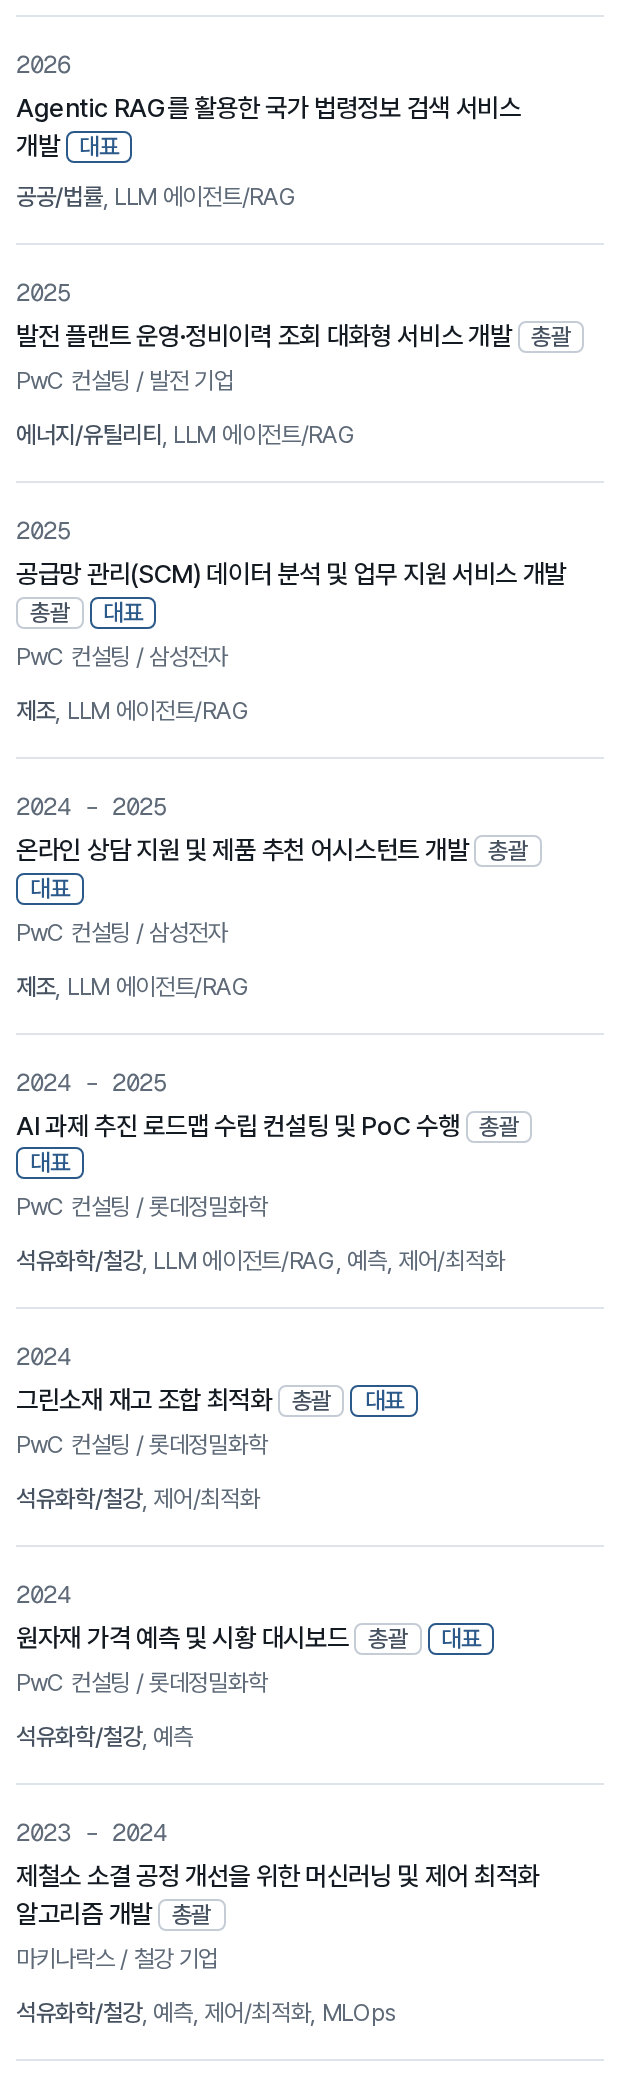 2026
Agentic RAG를 활용한 국가 법령정보 검색 서비스
개발 대표
공공/법률, LLM 에이전트/RAG
2025
발전 플랜트 운영·정비이력 조회 대화형 서비스 개발 총괄
PwC 컨설팅 / 발전 기업
에너지/유틸리티, LLM 에이전트/RAG
2025
공급망 관리(SCM) 데이터 분석 및 업무 지원 서비스 개발
총괄 대표
PwC 컨설팅 / 삼성전자
제조, LLM 에이전트/RAG
2024 – 2025
온라인 상담 지원 및 제품 추천 어시스턴트 개발 총괄
대표
PwC 컨설팅 / 삼성전자
제조, LLM 에이전트/RAG
2024 – 2025
AI 과제 추진 로드맵 수립 컨설팅 및 PoC 수행 총괄
대표
PwC 컨설팅 / 롯데정밀화학
석유화학/철강, LLM 에이전트/RAG, 예측, 제어/최적화
2024
그린소재 재고 조합 최적화 총괄 대표
PwC 컨설팅 / 롯데정밀화학
석유화학/철강, 제어/최적화
2024
원자재 가격 예측 및 시황 대시보드 총괄 대표
PwC 컨설팅 / 롯데정밀화학
석유화학/철강, 예측
2023 – 2024
제철소 소결 공정 개선을 위한 머신러닝 및 제어 최적화
알고리즘 개발 총괄
마키나락스 / 철강 기업
석유화학/철강, 예측, 제어/최적화, MLOps